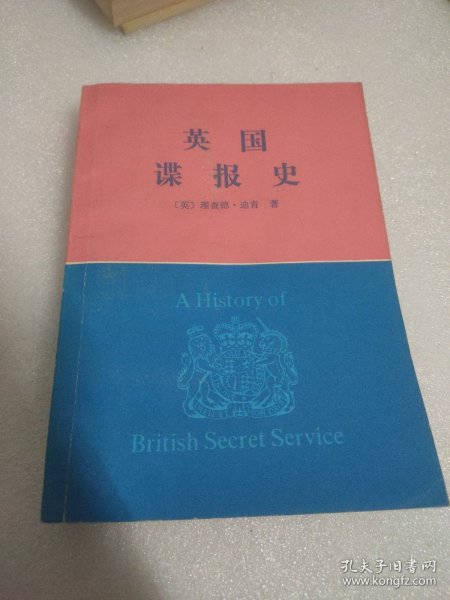 英国
谍报史
〔英〕理查德·迪肯 著
A History of
British Secret Service
孔夫子旧书网
www.kongfz.com